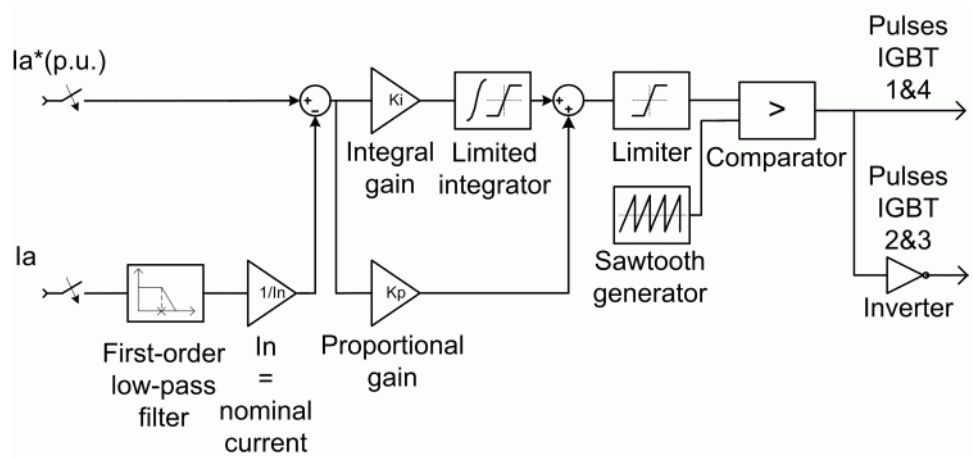 Ia*(p.u.)
Pulses
IGBT
1&4
+
−
Ki
+
+
>
Integral
gain
Limited
integrator
Limiter
Comparator
Pulses
IGBT
2&3
Ia
1/In
Kp
Sawtooth
generator
Inverter
First-order
low-pass
filter
In
=
nominal
current
Proportional
gain